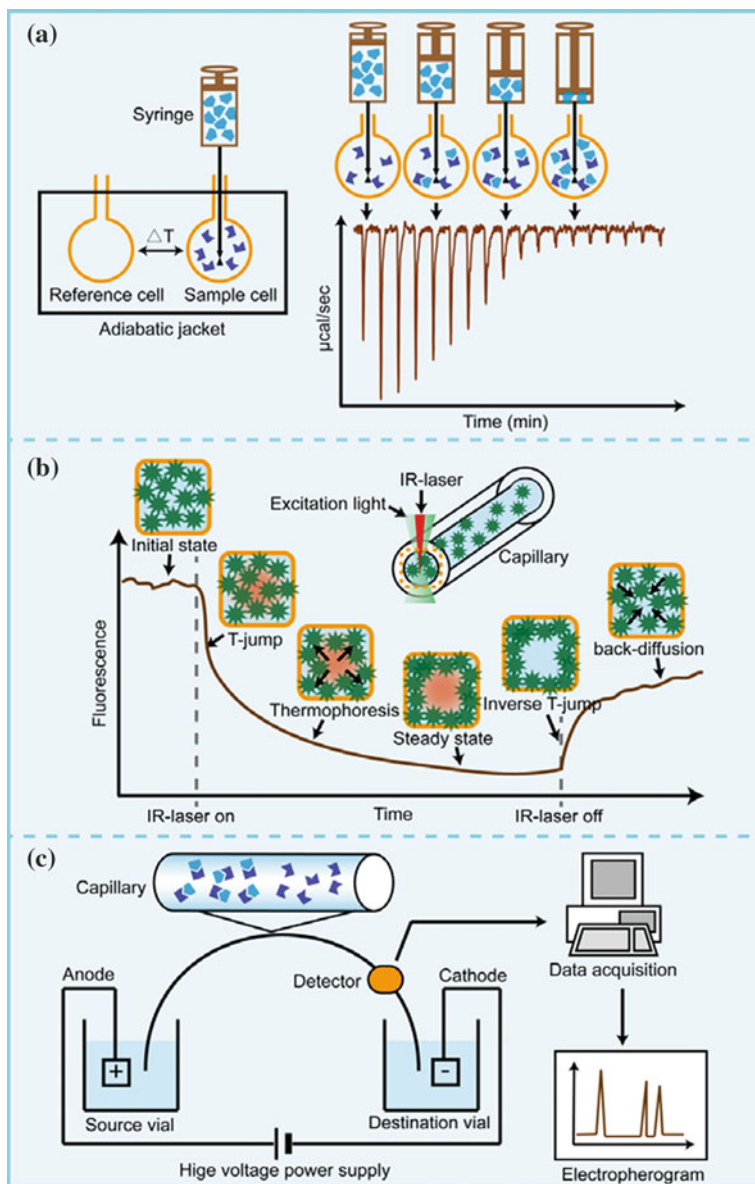 (a)
Syringe
△T
Reference cell
Sample cell
Adiabatic jacket
μcal/sec
Time (min)
(b)
IR-laser
Excitation light
Capillary
Initial state
T-jump
Thermophoresis
Steady state
Inverse T-jump
back-diffusion
Fluorescence
IR-laser on
Time
IR-laser off
(c)
Capillary
Anode
Detector
Cathode
Data acquisition
+
-
Source vial
Destination vial
Hige voltage power supply
Electropherogram